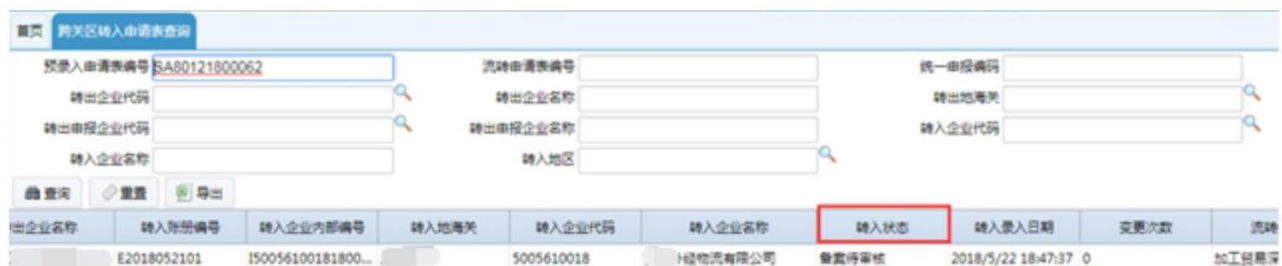 首页 跨关区转入申请表查询
预录入申请表编号 SA80121800062 流转申请表编号 统一申报编码
转出企业代码 转出企业名称 转出地海关
转出申报企业代码 转出申报企业名称 转入企业代码
转入企业名称 转入地区
查询 重置 导出
出企业名称 转入账册编号 转入企业内部编号 转入地海关 转入企业代码 转入企业名称 转入状态 转入录入日期 变更次数 流转
E2018052101 I50056100181800... 5005610018 经物流有限公司 备案待审核 2018/5/22 18:47:37 0 加工贸易深